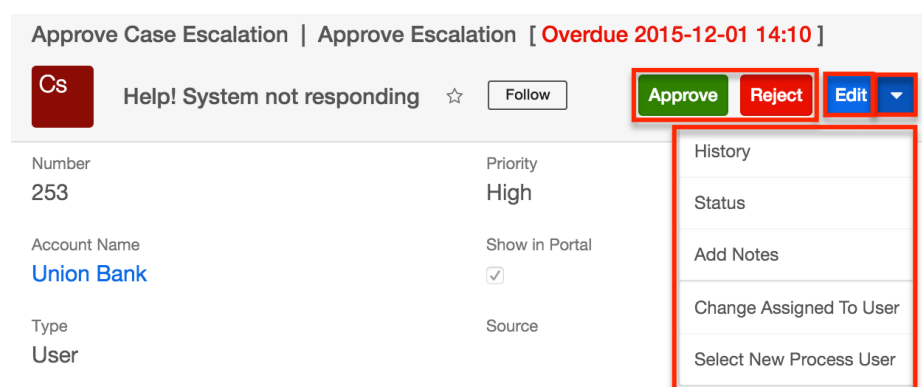 Approve Case Escalation | Approve Escalation [ Overdue 2015-12-01 14:10 ]
Cs
Help! System not responding
Follow
Approve
Reject
Edit
Number
253
Priority
High
Account Name
Union Bank
Show in Portal
Type
User
Source
History
Status
Add Notes
Change Assigned To User
Select New Process User